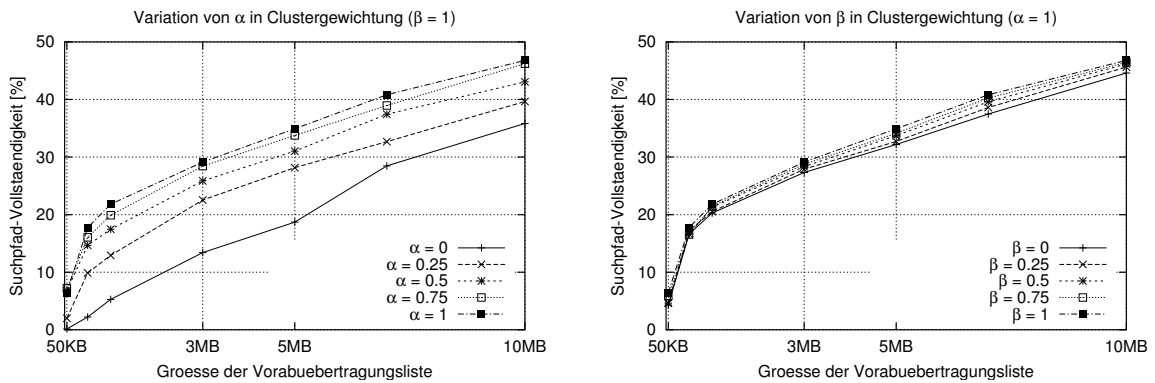 Variation von α in Clustergewichtung (β = 1)
Suchpfad-Vollstaendigkeit [%]
50
40
30
20
10
0
α = 0
α = 0.25
α = 0.5
α = 0.75
α = 1
50KB
3MB
5MB
10MB
Groesse der Vorabuebertragungsliste
Variation von β in Clustergewichtung (α = 1)
Suchpfad-Vollstaendigkeit [%]
50
40
30
20
10
0
β = 0
β = 0.25
β = 0.5
β = 0.75
β = 1
50KB
3MB
5MB
10MB
Groesse der Vorabuebertragungsliste